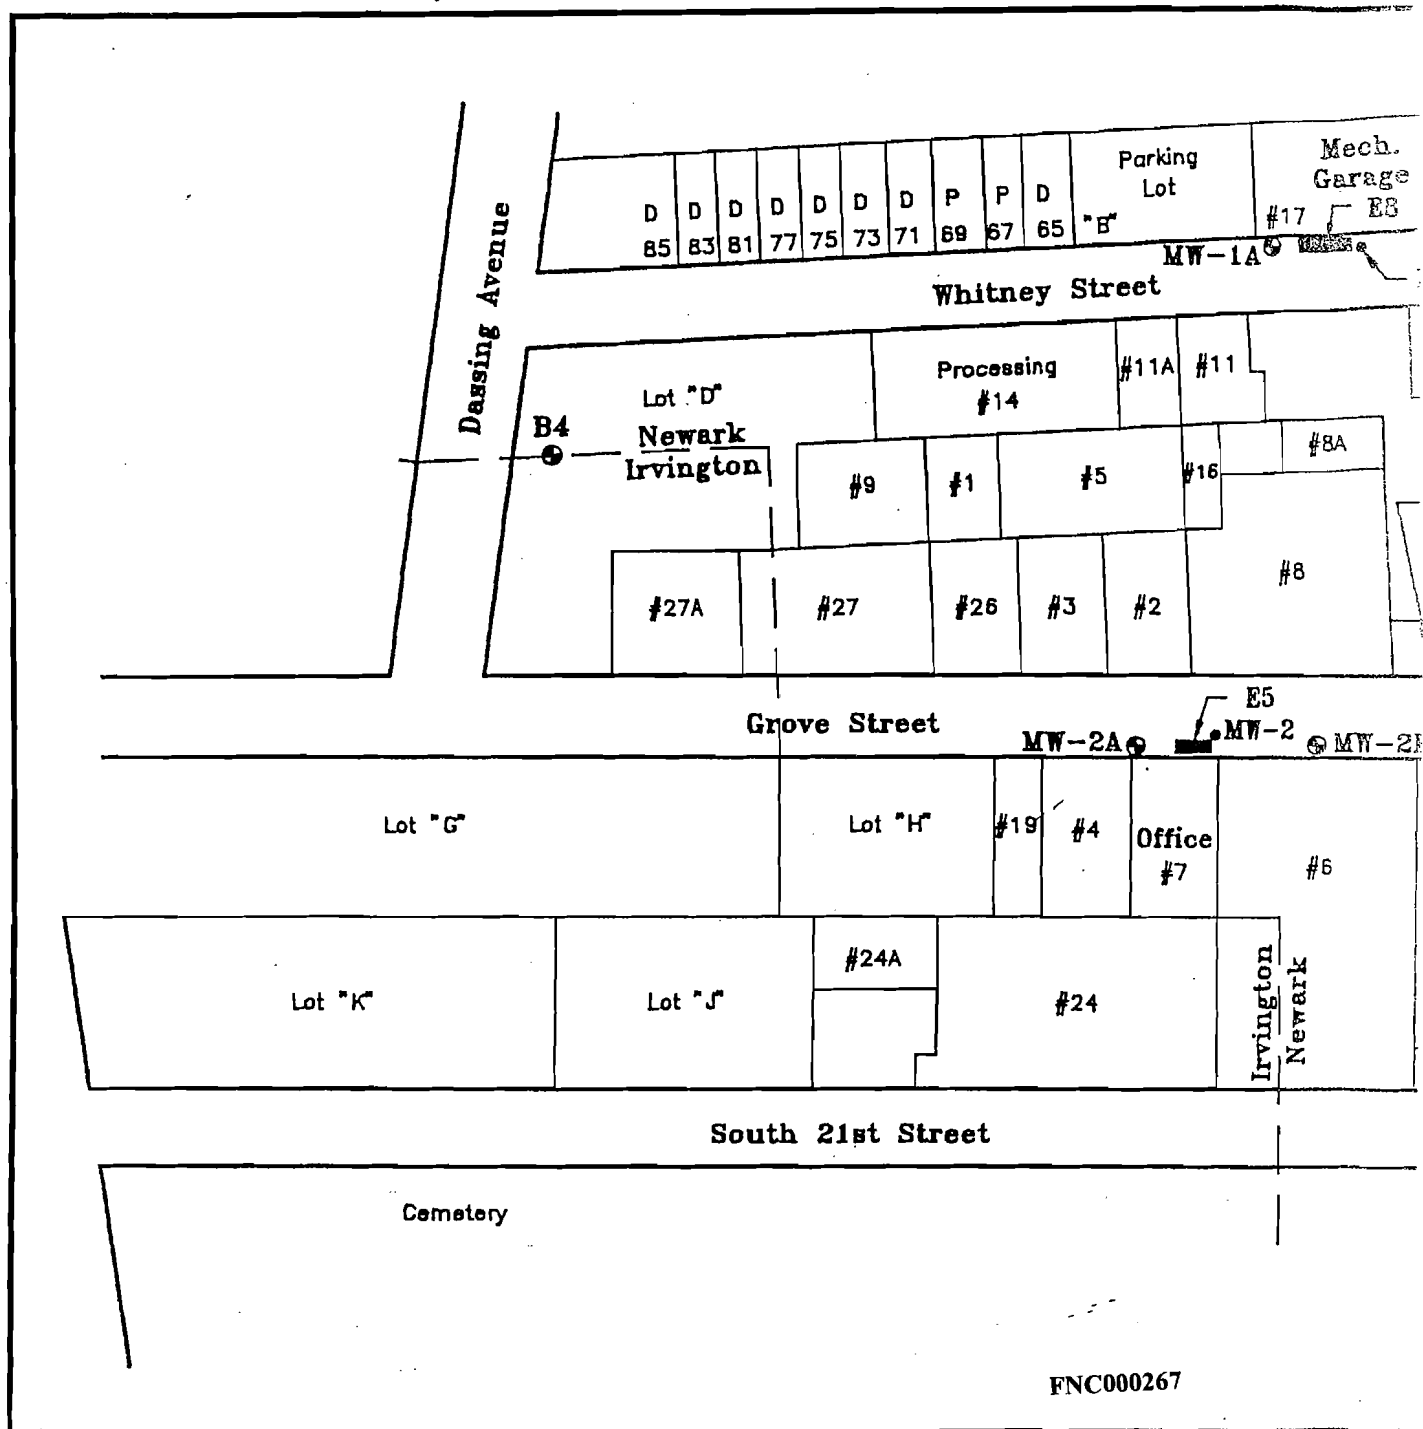 Parking
Lot
"B"
Mech.
Garage
E8
#17
D D D D D D D P P D
85 83 81 77 75 73 71 69 67 65
MW-1A
Whitney Street
Dassing Avenue
Lot "D"
Processing
#14
#11A
#11
B4
Newark
Irvington
#9
#1
#5
#16
#8A
#8
#27A
#27
#26
#3
#2
Grove Street
E5
MW-2A
MW-2
Lot "G"
Lot "H"
#19
#4
Office
#7
#6
Lot "K"
Lot "J"
#24A
#24
Irvington
Newark
South 21st Street
Cemetery
FNC000267